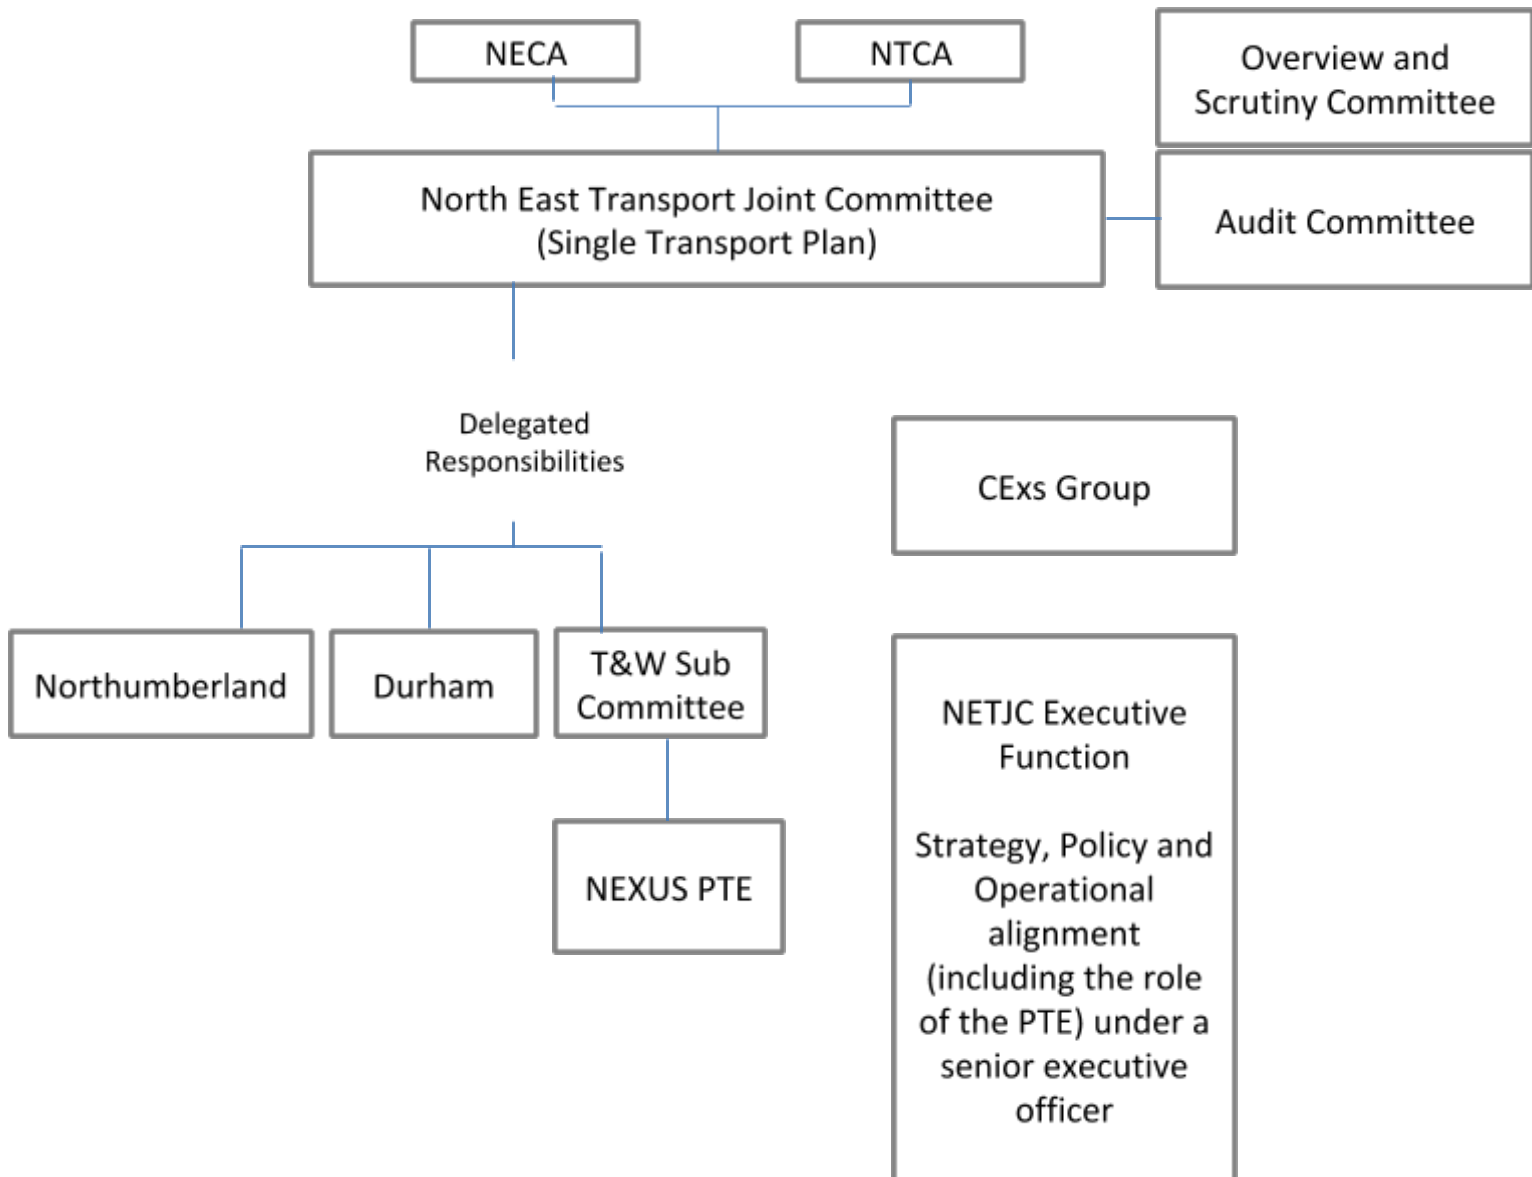 NECA
NTCA
Overview and
Scrutiny Committee
North East Transport Joint Committee
(Single Transport Plan)
Audit Committee
Delegated
Responsibilities
CExs Group
Northumberland
Durham
T&W Sub
Committee
NEXUS PTE
NETJC Executive
Function
Strategy, Policy and
Operational
alignment
(including the role
of the PTE) under a
senior executive
officer